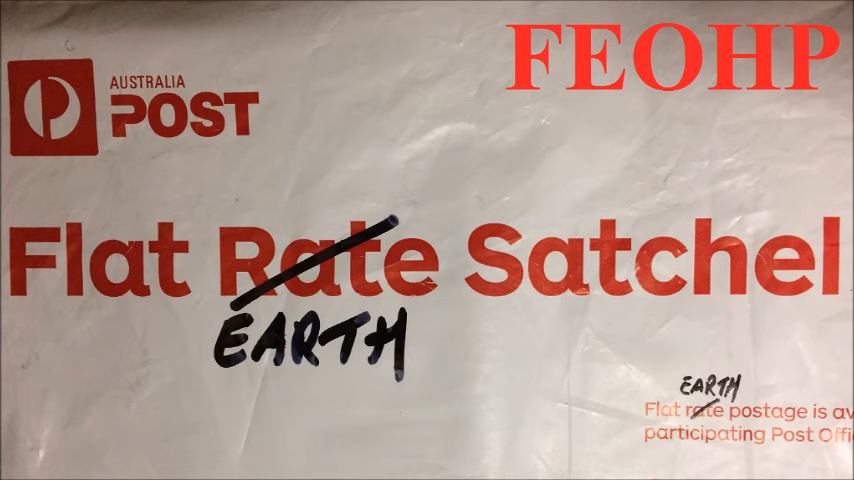 FEOHP
AUSTRALIA
POST
Flat Rate Satchel
EARTH
EARTH
Flat rate postage is av
participating Post Offi